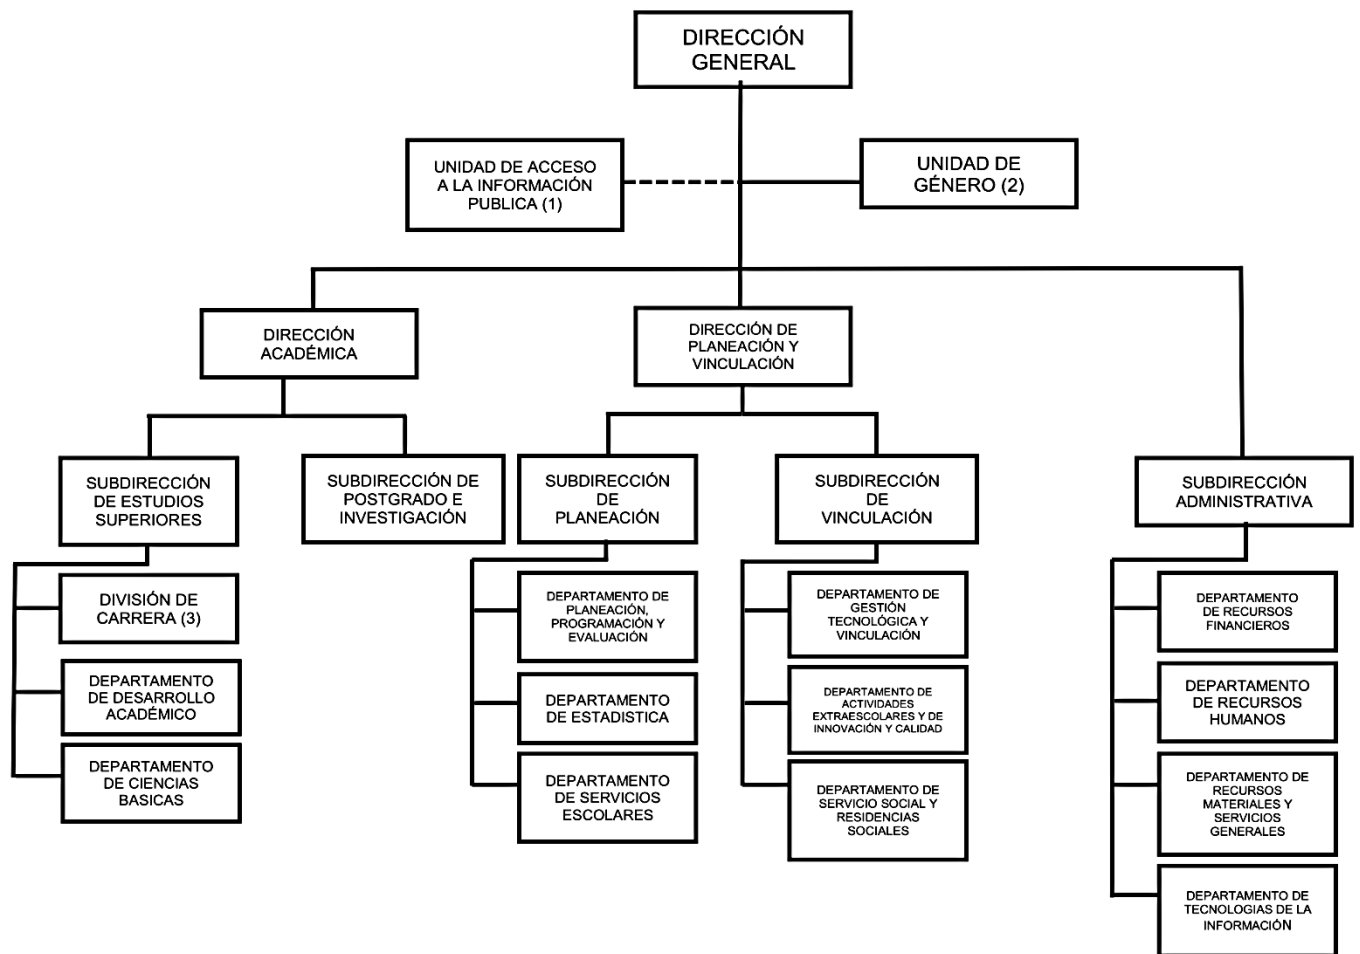 DIRECCIÓN
GENERAL
UNIDAD DE ACCESO
A LA INFORMACIÓN
PUBLICA (1)
UNIDAD DE
GÉNERO (2)
DIRECCIÓN
ACADÉMICA
DIRECCIÓN DE
PLANEACIÓN Y
VINCULACIÓN
SUBDIRECCIÓN
DE ESTUDIOS
SUPERIORES
SUBDIRECCIÓN DE
POSTGRADO E
INVESTIGACIÓN
SUBDIRECCIÓN
DE
PLANEACIÓN
SUBDIRECCIÓN
DE
VINCULACIÓN
SUBDIRECCIÓN
ADMINISTRATIVA
DIVISIÓN DE
CARRERA (3)
DEPARTAMENTO
DE DESARROLLO
ACADÉMICO
DEPARTAMENTO
DE CIENCIAS
BASICAS
DEPARTAMENTO DE
PLANEACIÓN,
PROGRAMACIÓN Y
EVALUACIÓN
DEPARTAMENTO
DE ESTADISTICA
DEPARTAMENTO
DE SERVICIOS
ESCOLARES
DEPARTAMENTO DE
GESTIÓN
TECNOLÓGICA Y
VINCULACIÓN
DEPARTAMENTO DE
ACTIVIDADES
EXTRAESCOLARES Y DE
INNOVACIÓN Y CALIDAD
DEPARTAMENTO DE
SERVICIO SOCIAL Y
RESIDENCIAS
SOCIALES
DEPARTAMENTO
DE RECURSOS
FINANCIEROS
DEPARTAMENTO
DE RECURSOS
HUMANOS
DEPARTAMENTO DE
RECURSOS
MATERIALES Y
SERVICIOS
GENERALES
DEPARTAMENTO DE
TECNOLOGIAS DE LA
INFORMACIÓN